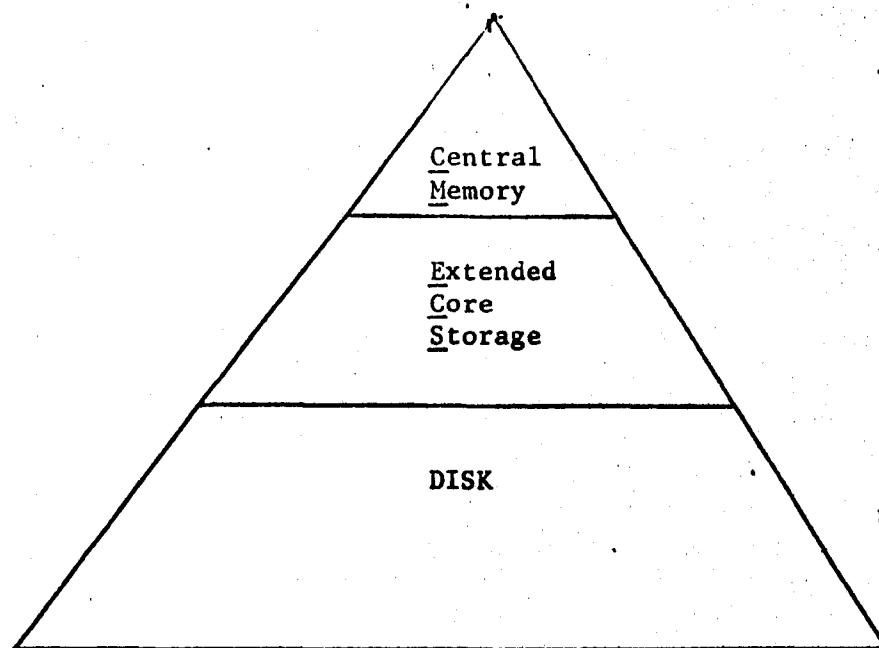 Central
Memory
Extended
Core
Storage
DISK